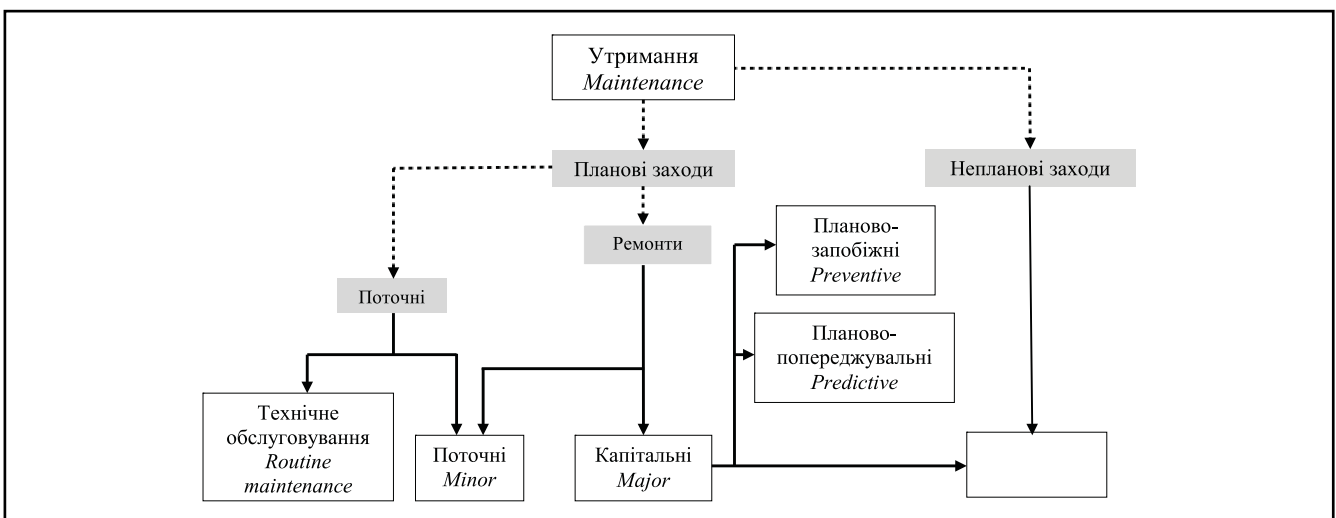 Утримання
Maintenance
Планові заходи
Непланові заходи
Ремонти
Планово-
запобіжні
Preventive
Поточні
Планово-
попереджувальні
Predictive
Технічне
обслуговування
Routine
maintenance
Поточні
Minor
Капітальні
Major